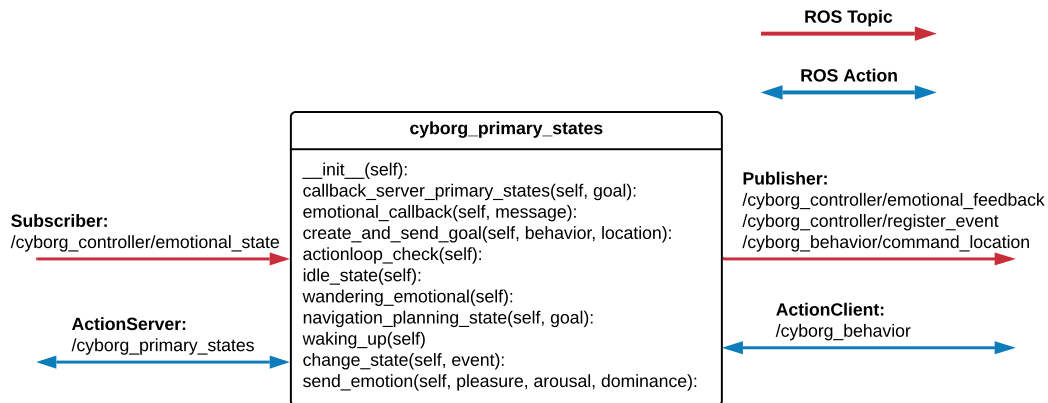 ROS Topic
ROS Action
cyborg_primary_states
__init__(self):
callback_server_primary_states(self, goal):
emotional_callback(self, message):
create_and_send_goal(self, behavior, location):
actionloop_check(self):
idle_state(self):
wandering_emotional(self):
navigation_planning_state(self, goal):
waking_up(self)
change_state(self, event):
send_emotion(self, pleasure, arousal, dominance):
Subscriber:
/cyborg_controller/emotional_state
ActionServer:
/cyborg_primary_states
Publisher:
/cyborg_controller/emotional_feedback
/cyborg_controller/register_event
/cyborg_behavior/command_location
ActionClient:
/cyborg_behavior